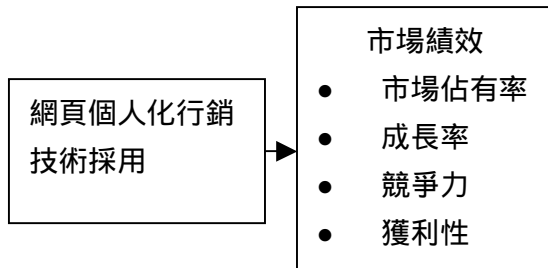 網頁個人化行銷
技術採用
市場績效
● 市場佔有率
● 成長率
● 競爭力
● 獲利性